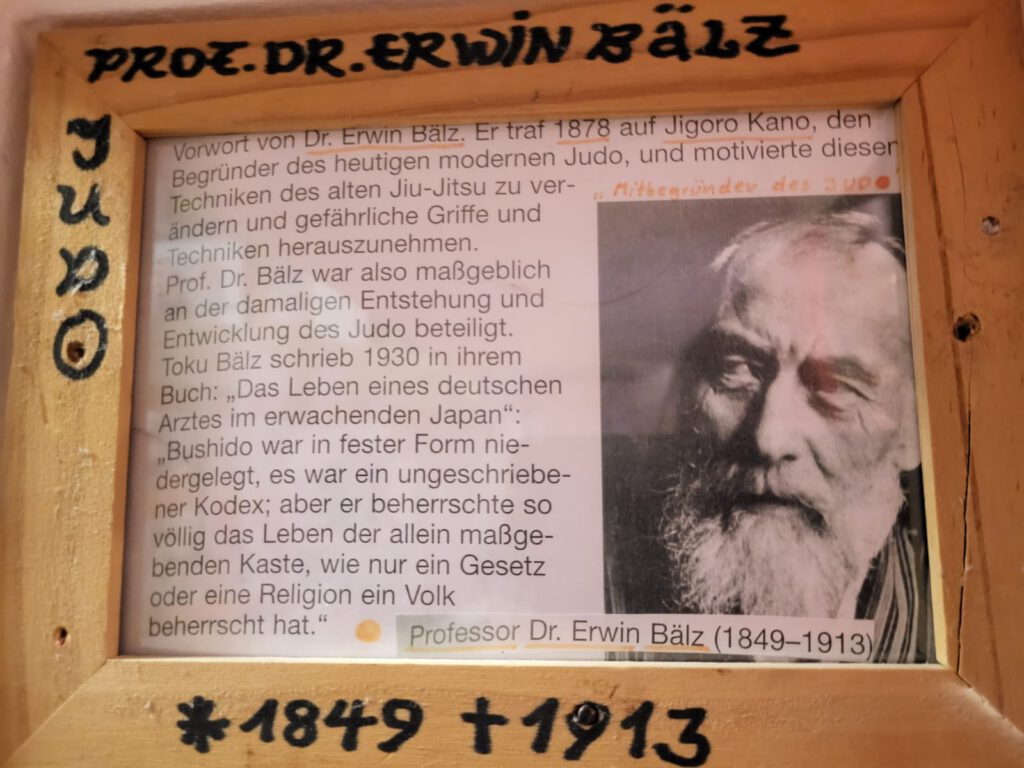 PROF. DR. ERWIN BÄLZ
JUDO
Vorwort von Dr. Erwin Bälz. Er traf 1878 auf Jigoro Kano, den
Begründer des heutigen modernen Judo, und motivierte dieser
Techniken des alten Jiu-Jitsu zu ver-
ändern und gefährliche Griffe und
Techniken herauszunehmen.
Prof. Dr. Bälz war also maßgeblich
an der damaligen Entstehung und
Entwicklung des Judo beteiligt.
Toku Bälz schrieb 1930 in ihrem
Buch: „Das Leben eines deutschen
Arztes im erwachenden Japan“:
„Bushido war in fester Form nie-
dergelegt, es war ein ungeschriebe-
ner Kodex; aber er beherrschte so
völlig das Leben der allein maßge-
benden Kaste, wie nur ein Gesetz
oder eine Religion ein Volk
beherrscht hat.“
„Mitbegründer des JUDO
Professor Dr. Erwin Bälz (1849–1913)
*1849 †1913